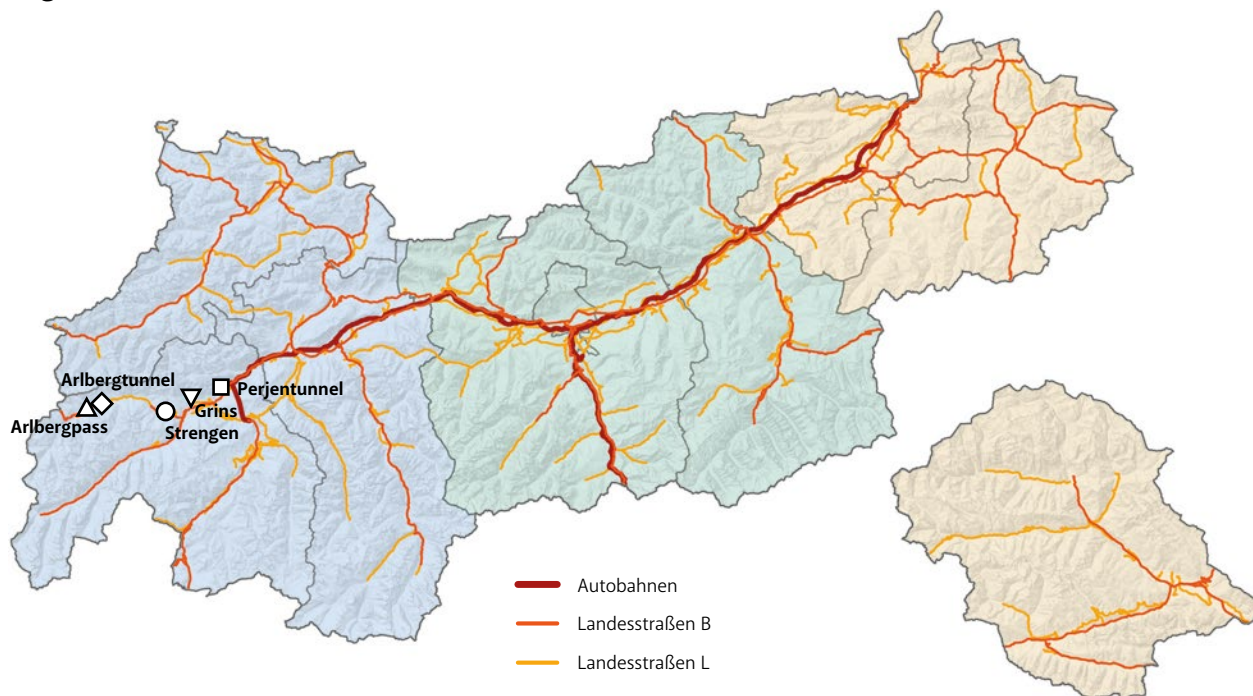 Arlbergtunnel
Perjentunnel
Grins
Arlbergpass
Strengen
Autobahnen
Landesstraßen B
Landesstraßen L